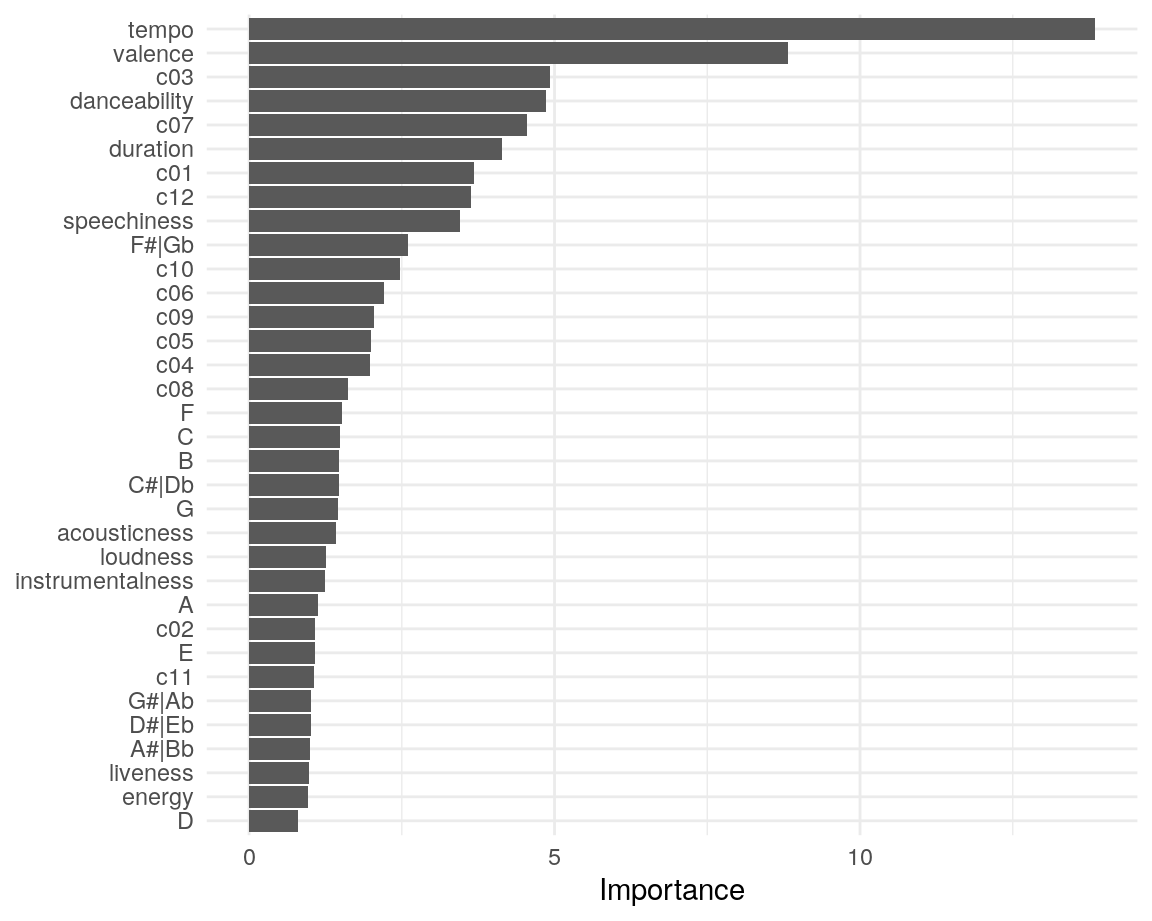 tempo
valence
c03
danceability
c07
duration
c01
c12
speechiness
F#|Gb
c10
c06
c09
c05
c04
c08
F
C
B
C#|Db
G
acousticness
loudness
instrumentalness
A
c02
E
c11
G#|Ab
D#|Eb
A#|Bb
liveness
energy
D
0 5 10
Importance